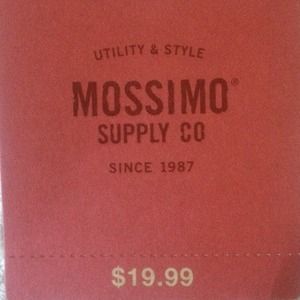 UTILITY & STYLE
MOSSIMO®
SUPPLY CO
SINCE 1987
$19.99